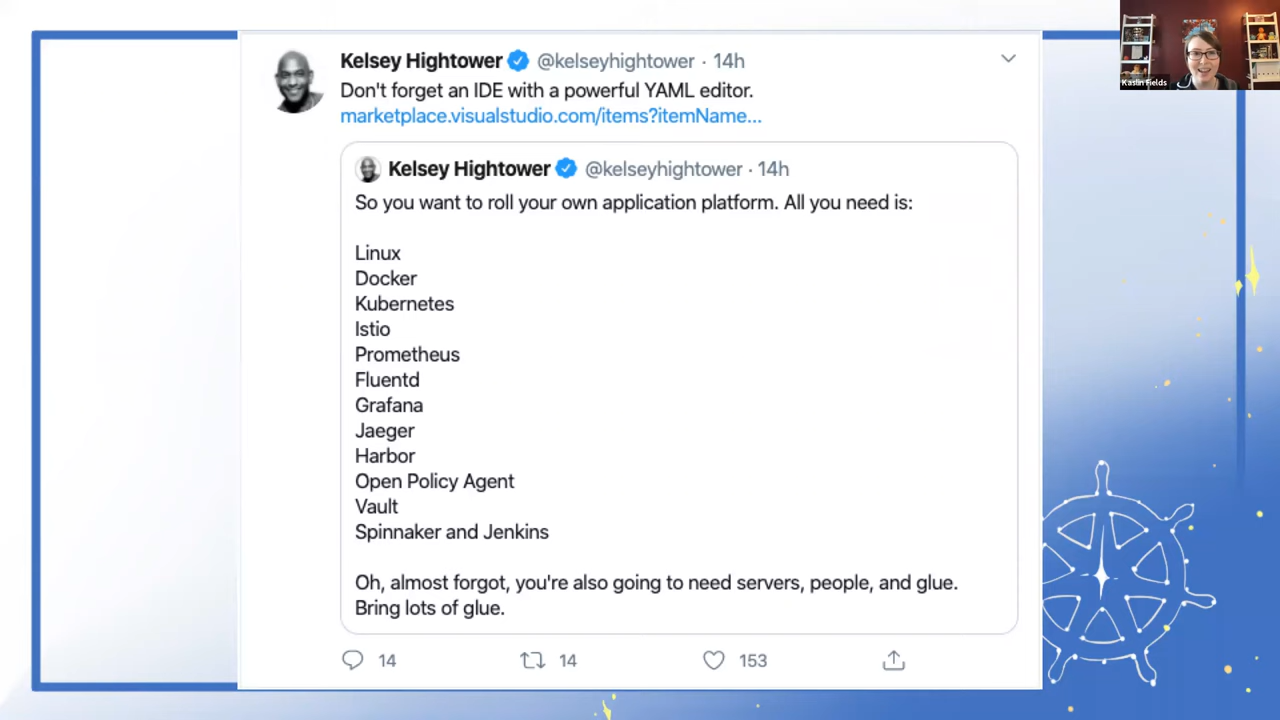 Kelsey Hightower @kelseyhightower · 14h
Don't forget an IDE with a powerful YAML editor.
marketplace.visualstudio.com/items?itemName...
Kelsey Hightower @kelseyhightower · 14h
So you want to roll your own application platform. All you need is:
Linux
Docker
Kubernetes
Istio
Prometheus
Fluentd
Grafana
Jaeger
Harbor
Open Policy Agent
Vault
Spinnaker and Jenkins
Oh, almost forgot, you're also going to need servers, people, and glue.
Bring lots of glue.
14 14 153
Kaslin Fields